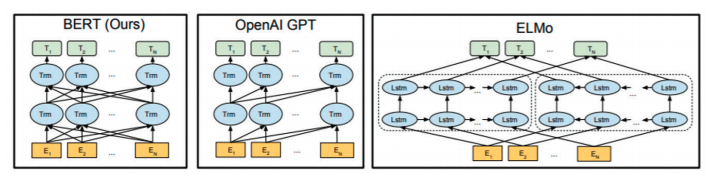 BERT (Ours)
T1 T2 ... TN
Trm Trm ... Trm
Trm Trm ... Trm
E1 E2 ... EN
OpenAI GPT
T1 T2 ... TN
Trm Trm ... Trm
Trm Trm ... Trm
E1 E2 ... EN
ELMo
T1 T2 ... TN
Lstm Lstm ... Lstm Lstm Lstm ... Lstm
Lstm Lstm ... Lstm Lstm Lstm ... Lstm
E1 E2 ... EN